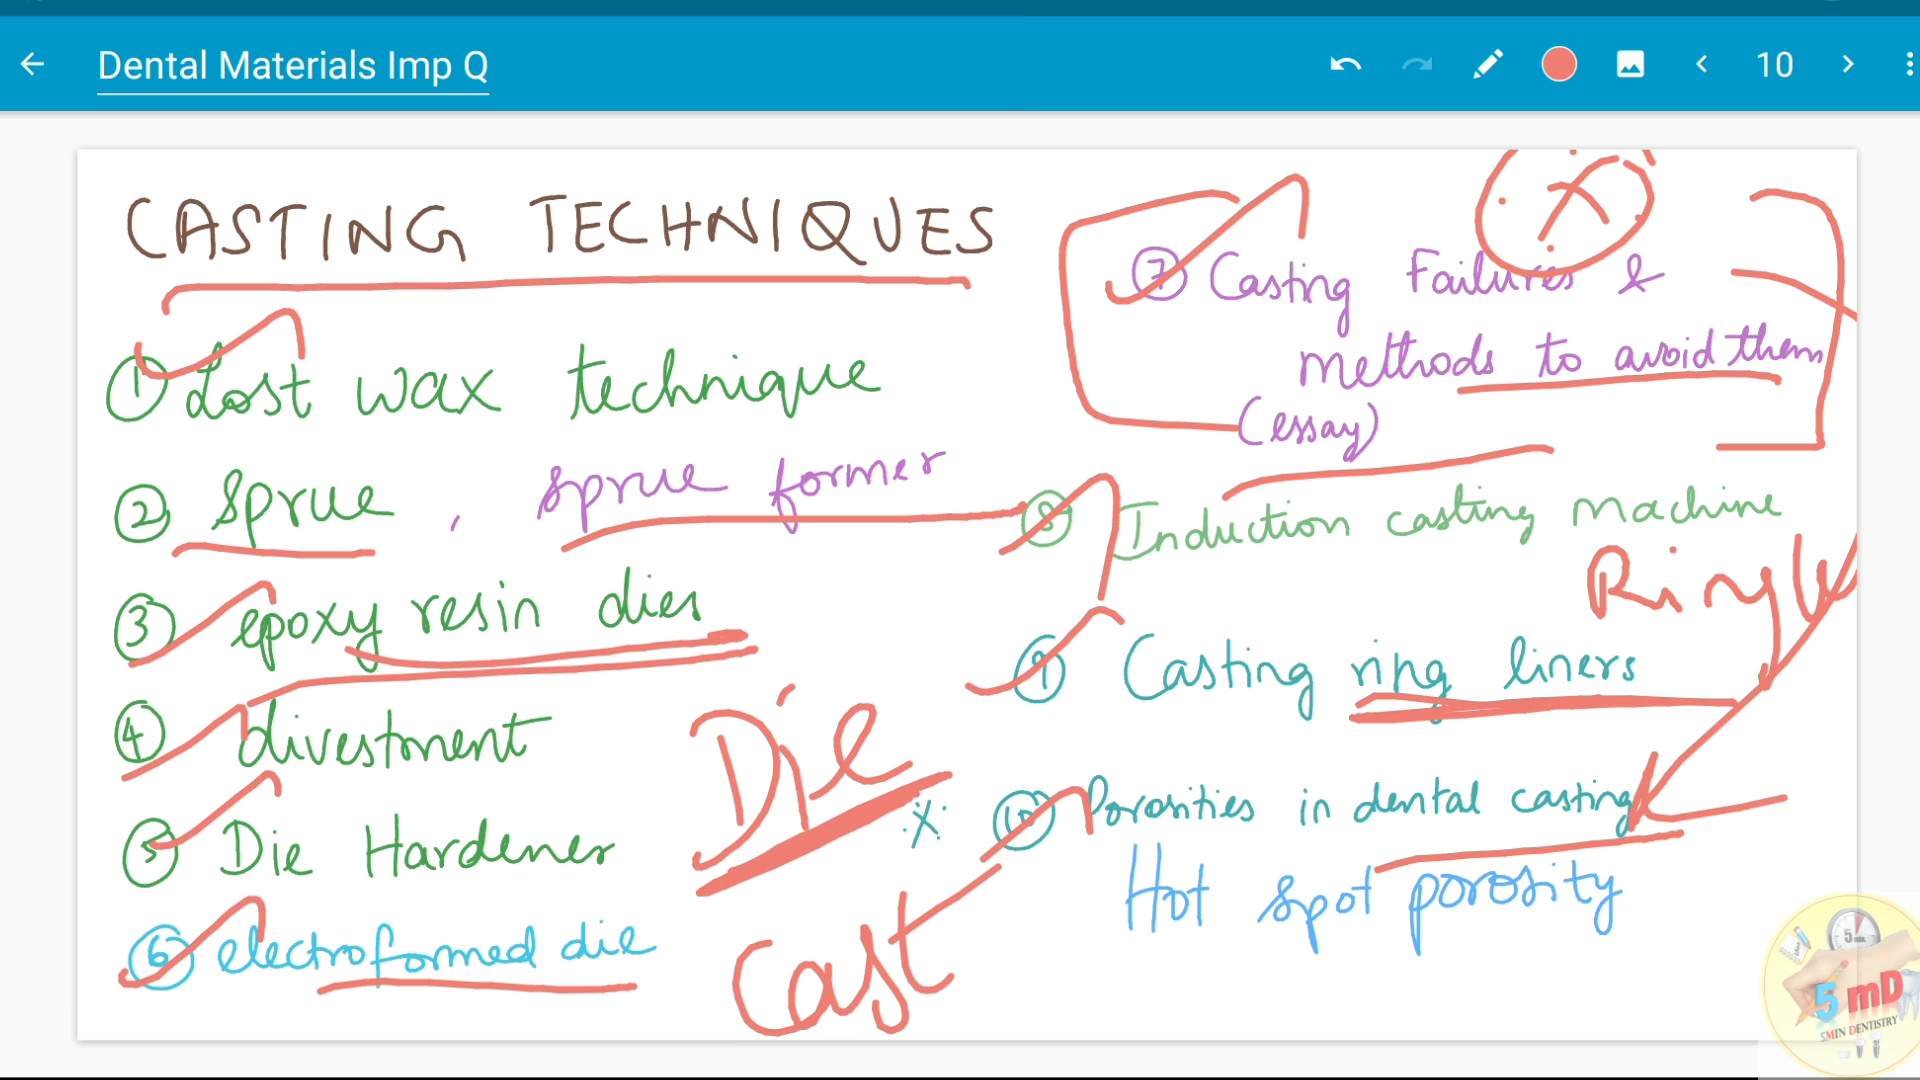 Dental Materials Imp Q
10
CASTING TECHNIQUES
① Lost wax technique
② Sprue , sprue former
③ epoxy resin dies
④ divestment
⑤ Die Hardener
⑥ electroformed die
Die
x
Cast
x
⑦ Casting Failures &
methods to avoid them
(essay)
⑧ Induction casting machine
Ring
⑨ Casting ring liners
⑩ Porosities in dental casting
Hot spot porosity
5 min.
5 mD
5MIN DENTISTRY